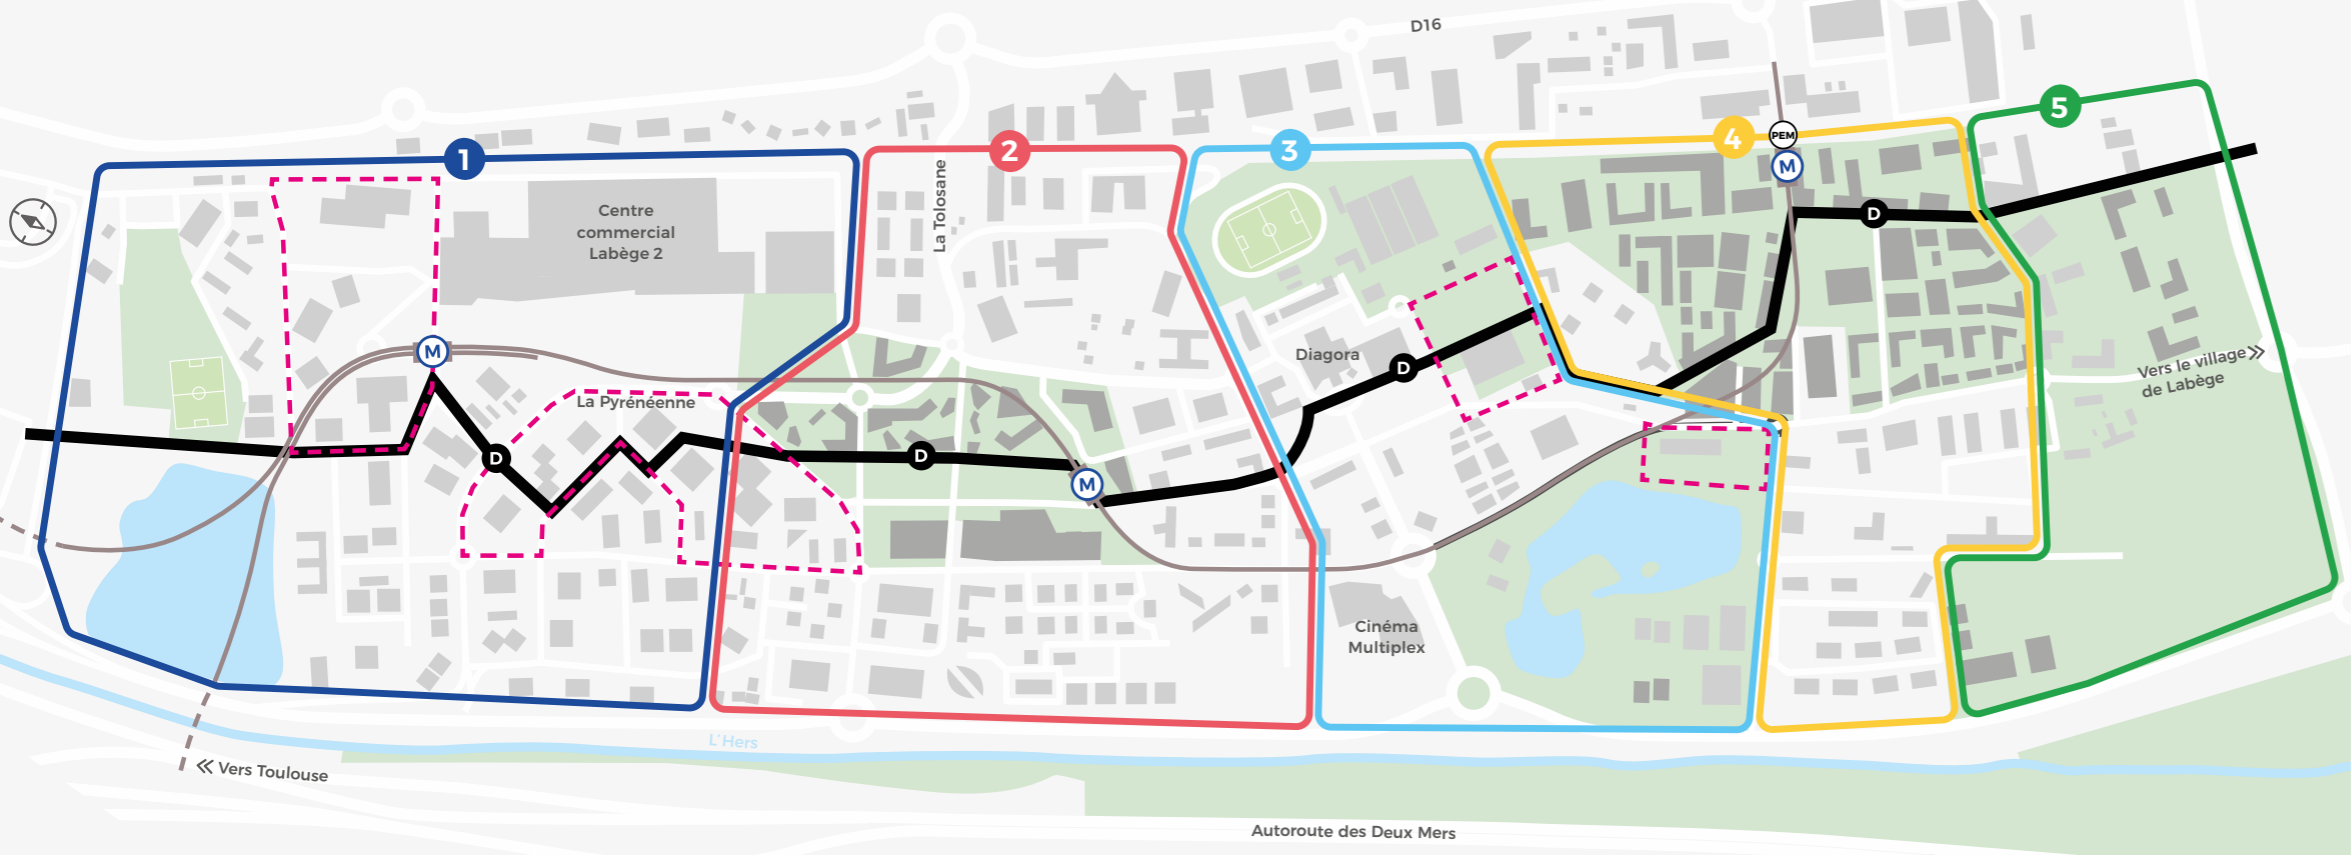 D16
1
2
3
4
5
PEM
M
La Tolosane
Centre
commercial
Labège 2
D
M
Diagora
D
Vers le village
de Labège
La Pyrénéenne
D
D
M
Cinéma
Multiplex
L'Hers
Vers Toulouse
Autoroute des Deux Mers